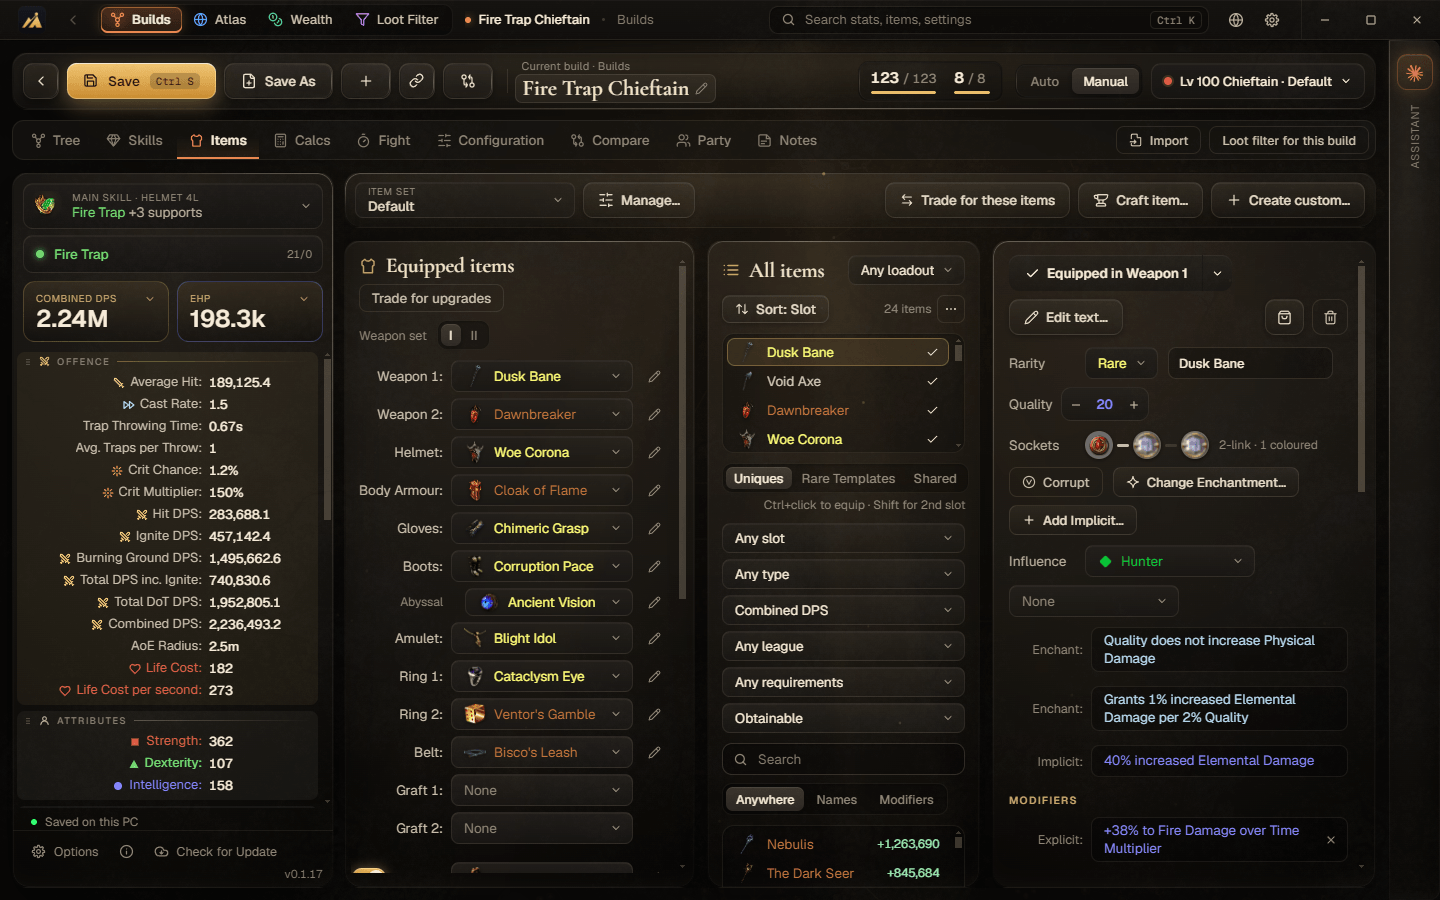 Builds
Atlas
Wealth
Loot Filter
Fire Trap Chieftain · Builds
Search stats, items, settings
Ctrl K
Save Ctrl S
Save As
Current build · Builds
Fire Trap Chieftain
123 / 123
8 / 8
Auto
Manual
Lv 100 Chieftain · Default
ASSISTANT
Tree
Skills
Items
Calcs
Fight
Configuration
Compare
Party
Notes
Import
Loot filter for this build
MAIN SKILL · HELMET 4L
Fire Trap +3 supports
Fire Trap 21/0
COMBINED DPS
2.24M
EHP
198.3k
OFFENCE
Average Hit: 189,125.4
Cast Rate: 1.5
Trap Throwing Time: 0.67s
Avg. Traps per Throw: 1
Crit Chance: 1.2%
Crit Multiplier: 150%
Hit DPS: 283,688.1
Ignite DPS: 457,142.4
Burning Ground DPS: 1,495,662.6
Total DPS inc. Ignite: 740,830.6
Total DoT DPS: 1,952,805.1
Combined DPS: 2,236,493.2
AoE Radius: 2.5m
Life Cost: 182
Life Cost per second: 273
ATTRIBUTES
Strength: 362
Dexterity: 107
Intelligence: 158
Saved on this PC
Options
Check for Update
v0.1.17
ITEM SET
Default
Manage...
Trade for these items
Craft item...
Create custom...
Equipped items
Trade for upgrades
Weapon set I II
Weapon 1: Dusk Bane
Weapon 2: Dawnbreaker
Helmet: Woe Corona
Body Armour: Cloak of Flame
Gloves: Chimeric Grasp
Boots: Corruption Pace
Abyssal Ancient Vision
Amulet: Blight Idol
Ring 1: Cataclysm Eye
Ring 2: Ventor's Gamble
Belt: Bisco's Leash
Graft 1: None
Graft 2: None
All items
Any loadout
Sort: Slot
24 items
Dusk Bane
Void Axe
Dawnbreaker
Woe Corona
Uniques
Rare Templates
Shared
Ctrl+click to equip · Shift for 2nd slot
Any slot
Any type
Combined DPS
Any league
Any requirements
Obtainable
Search
Anywhere
Names
Modifiers
Nebulis +1,263,690
The Dark Seer +845,684
Equipped in Weapon 1
Edit text...
Rarity Rare Dusk Bane
Quality − 20 +
Sockets 2-link · 1 coloured
Corrupt
Change Enchantment...
Add Implicit...
Influence Hunter
None
Enchant: Quality does not increase Physical
Damage
Enchant: Grants 1% increased Elemental
Damage per 2% Quality
Implicit: 40% increased Elemental Damage
MODIFIERS
Explicit: +38% to Fire Damage over Time
Multiplier